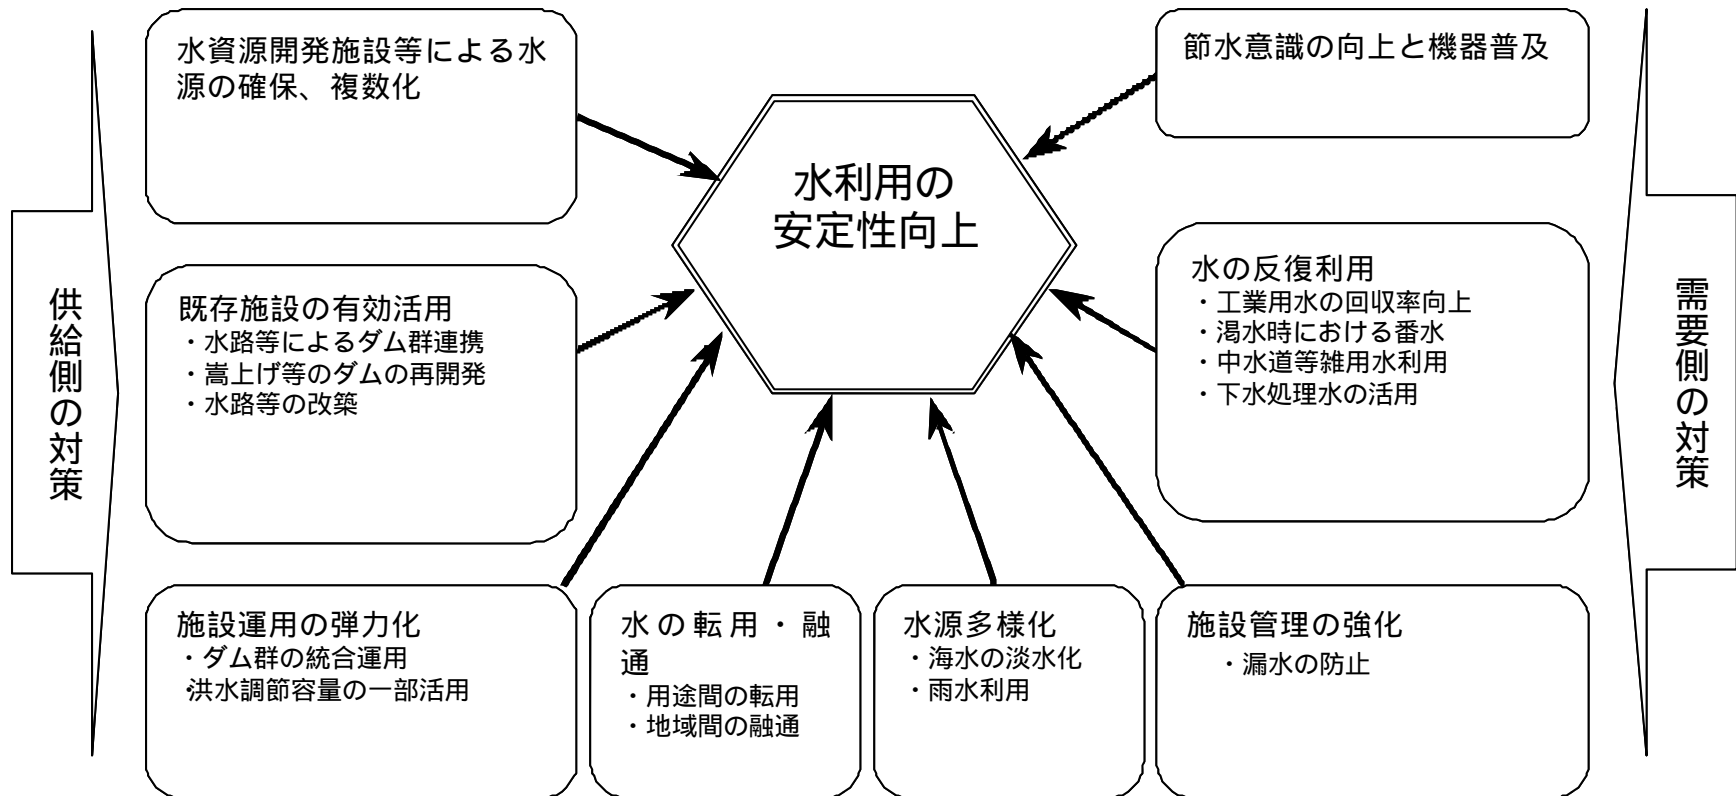 水資源開発施設等による水
源の確保、複数化
節水意識の向上と機器普及
水利用の
安定性向上
供給側の対策
既存施設の有効活用
・水路等によるダム群連携
・嵩上げ等のダムの再開発
・水路等の改築
水の反復利用
・工業用水の回収率向上
・渇水時における番水
・中水道等雑用水利用
・下水処理水の活用
需要側の対策
施設運用の弾力化
・ダム群の統合運用
・洪水調節容量の一部活用
水の転用・融
通
・用途間の転用
・地域間の融通
水源多様化
・海水の淡水化
・雨水利用
施設管理の強化
・漏水の防止